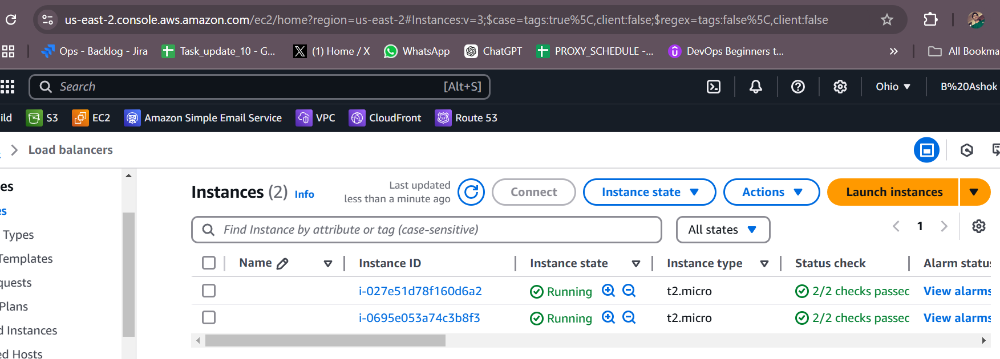 us-east-2.console.aws.amazon.com/ec2/home?region=us-east-2#Instances:v=3;$case=tags:true%5C,client:false;$regex=tags:false%5C,client:false
Ops - Backlog - Jira Task_update_10 - G... (1) Home / X WhatsApp ChatGPT PROXY_SCHEDULE -... DevOps Beginners t... All Bookma
Search [Alt+S] Ohio B%20Ashok
ild S3 EC2 Amazon Simple Email Service VPC CloudFront Route 53
Load balancers
es
es
Types
Templates
quests
Plans
d Instances
ed Hosts
Instances (2) Info Last updated less than a minute ago Connect Instance state Actions Launch instances
Find Instance by attribute or tag (case-sensitive) All states 1
Name Instance ID Instance state Instance type Status check Alarm status
i-027e51d78f160d6a2 Running t2.micro 2/2 checks passed View alarms
i-0695e053a74c3b8f3 Running t2.micro 2/2 checks passed View alarms